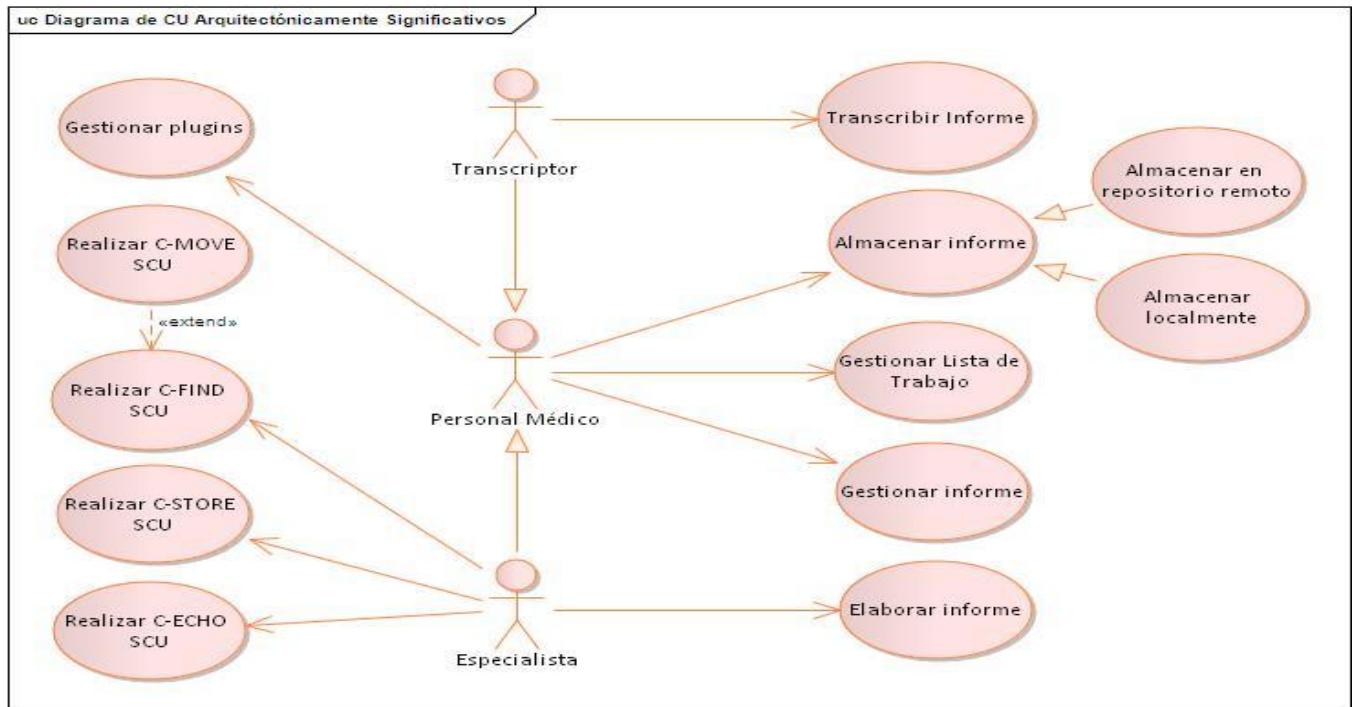 uc Diagrama de CU Arquitectónicamente Significativos
Gestionar plugins
Transcriptor
Transcribir Informe
Almacenar en
repositorio remoto
Realizar C-MOVE
SCU
Almacenar informe
Almacenar
localmente
«extend»
Realizar C-FIND
SCU
Personal Médico
Gestionar Lista de
Trabajo
Realizar C-STORE
SCU
Gestionar informe
Realizar C-ECHO
SCU
Especialista
Elaborar informe